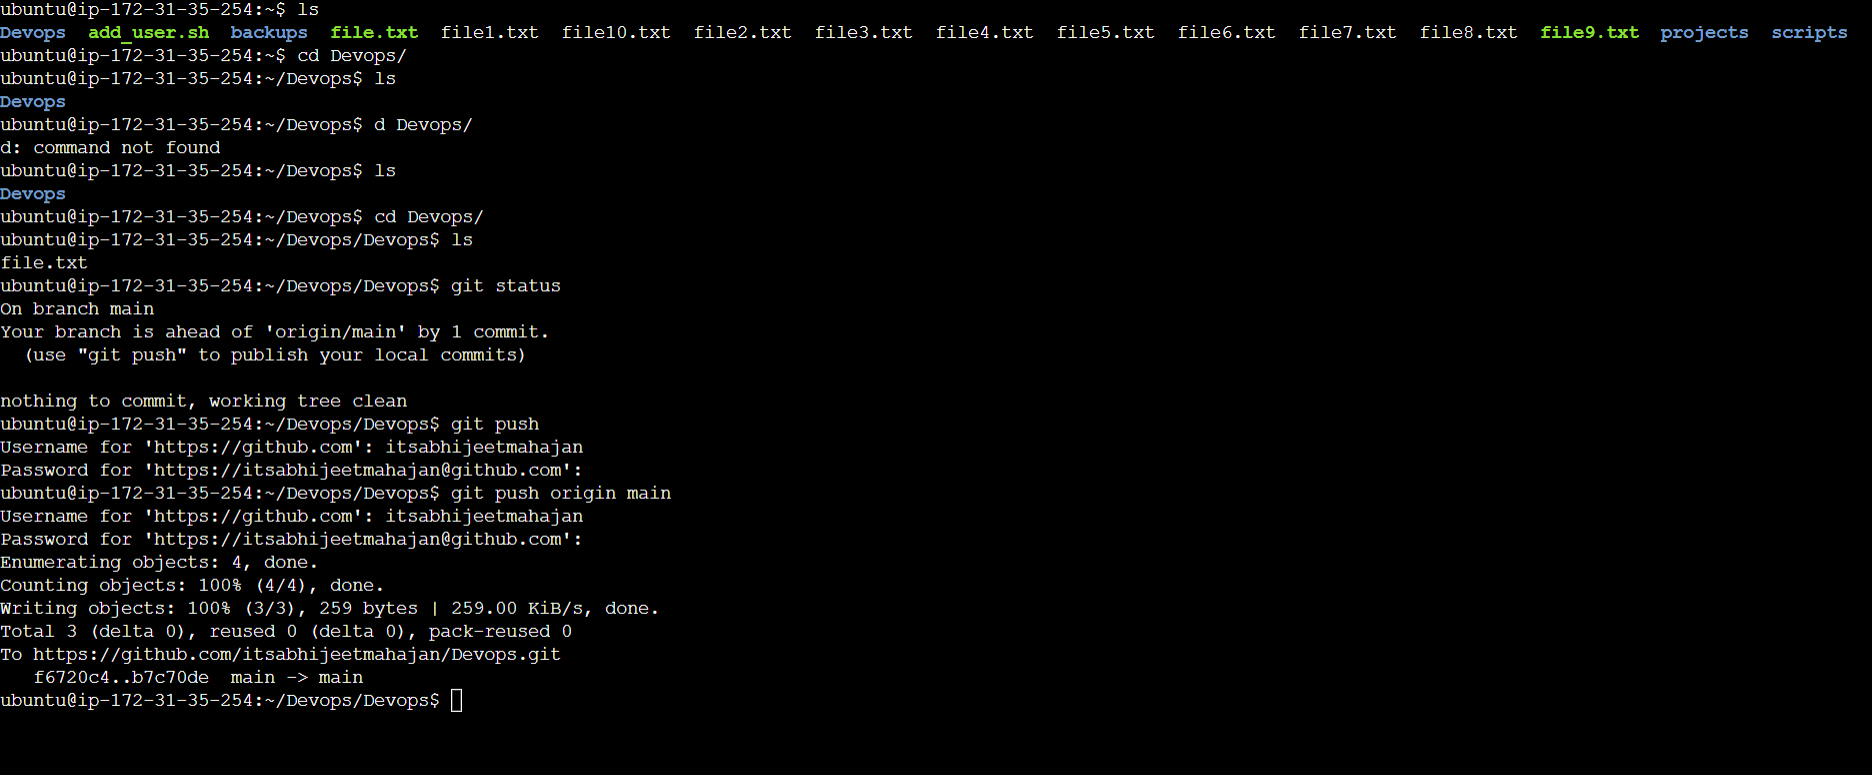 ubuntu@ip-172-31-35-254:~$ ls
Devops  add_user.sh  backups  file.txt  file1.txt  file10.txt  file2.txt  file3.txt  file4.txt  file5.txt  file6.txt  file7.txt  file8.txt  file9.txt  projects  scripts
ubuntu@ip-172-31-35-254:~$ cd Devops/
ubuntu@ip-172-31-35-254:~/Devops$ ls
Devops
ubuntu@ip-172-31-35-254:~/Devops$ d Devops/
d: command not found
ubuntu@ip-172-31-35-254:~/Devops$ ls
Devops
ubuntu@ip-172-31-35-254:~/Devops$ cd Devops/
ubuntu@ip-172-31-35-254:~/Devops/Devops$ ls
file.txt
ubuntu@ip-172-31-35-254:~/Devops/Devops$ git status
On branch main
Your branch is ahead of 'origin/main' by 1 commit.
  (use "git push" to publish your local commits)

nothing to commit, working tree clean
ubuntu@ip-172-31-35-254:~/Devops/Devops$ git push
Username for 'https://github.com': itsabhijeetmahajan
Password for 'https://itsabhijeetmahajan@github.com':
ubuntu@ip-172-31-35-254:~/Devops/Devops$ git push origin main
Username for 'https://github.com': itsabhijeetmahajan
Password for 'https://itsabhijeetmahajan@github.com':
Enumerating objects: 4, done.
Counting objects: 100% (4/4), done.
Writing objects: 100% (3/3), 259 bytes | 259.00 KiB/s, done.
Total 3 (delta 0), reused 0 (delta 0), pack-reused 0
To https://github.com/itsabhijeetmahajan/Devops.git
   f6720c4..b7c70de  main -> main
ubuntu@ip-172-31-35-254:~/Devops/Devops$